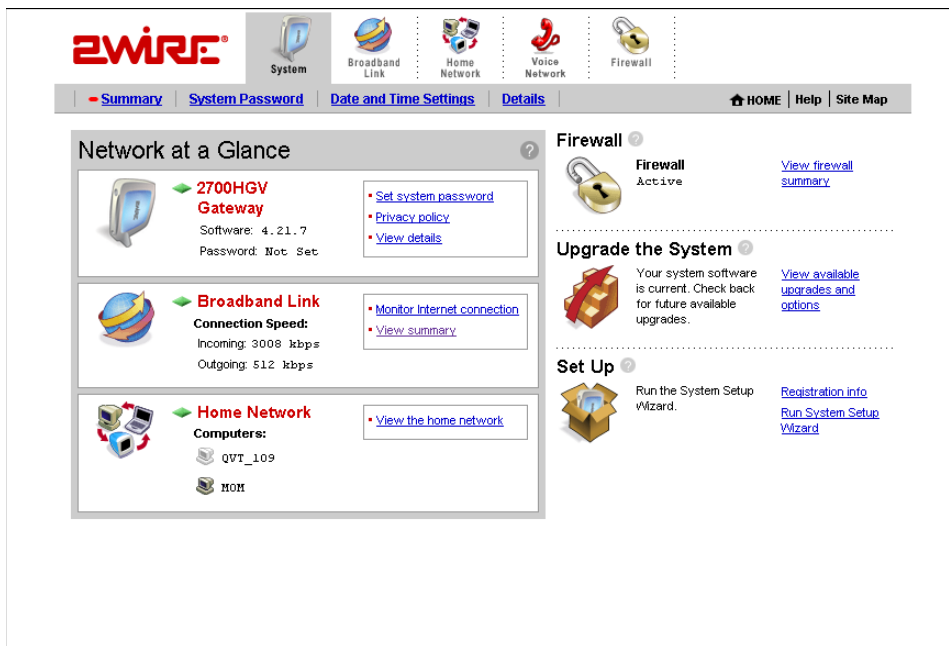 2WIRE
System
Broadband Link
Home Network
Voice Network
Firewall
Summary System Password Date and Time Settings Details HOME Help Site Map
Network at a Glance ?
2700HGV Gateway
Software: 4.21.7
Password: Not Set
Set system password
Privacy policy
View details
Broadband Link
Connection Speed:
Incoming: 3008 kbps
Outgoing: 512 kbps
Monitor Internet connection
View summary
Home Network
Computers:
QVT_109
MOM
View the home network
Firewall ?
Firewall
Active
View firewall
summary
Upgrade the System ?
Your system software
is current. Check back
for future available
upgrades.
View available
upgrades and
options
Set Up ?
Run the System Setup
Wizard.
Registration info
Run System Setup
Wizard